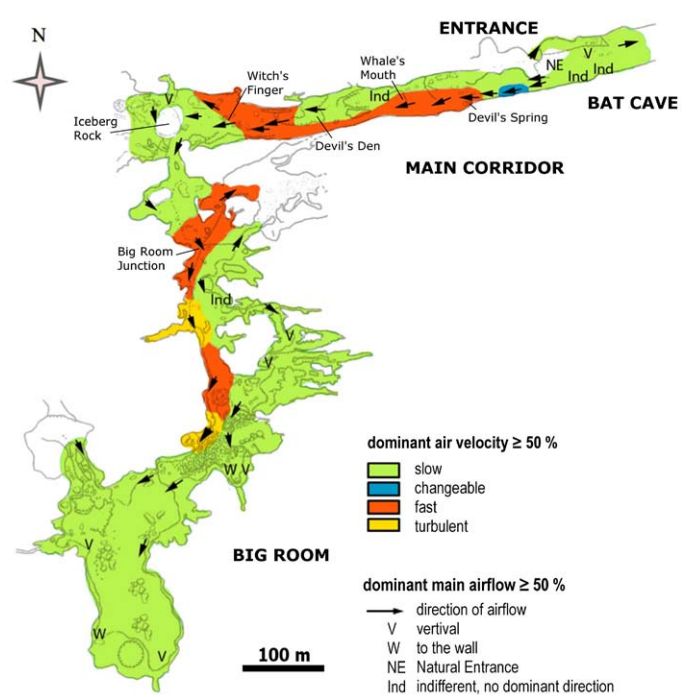 N
ENTRANCE
V
NE
Ind
Ind
BAT CAVE
Whale's
Mouth
Witch's
Finger
Ind
V
Iceberg
Rock
Devil's Spring
Devil's Den
MAIN CORRIDOR
Big Room
Junction
Ind
V
V
W V
V
W
V
BIG ROOM
100 m
dominant air velocity ≥ 50 %
slow
changeable
fast
turbulent
dominant main airflow ≥ 50 %
direction of airflow
V vertival
W to the wall
NE Natural Entrance
Ind indifferent, no dominant direction